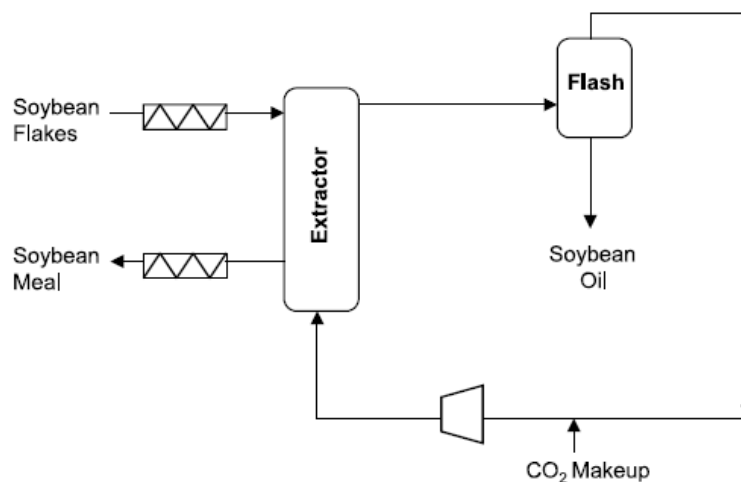 Soybean
Flakes
Flash
Extractor
Soybean
Meal
Soybean
Oil
CO₂ Makeup